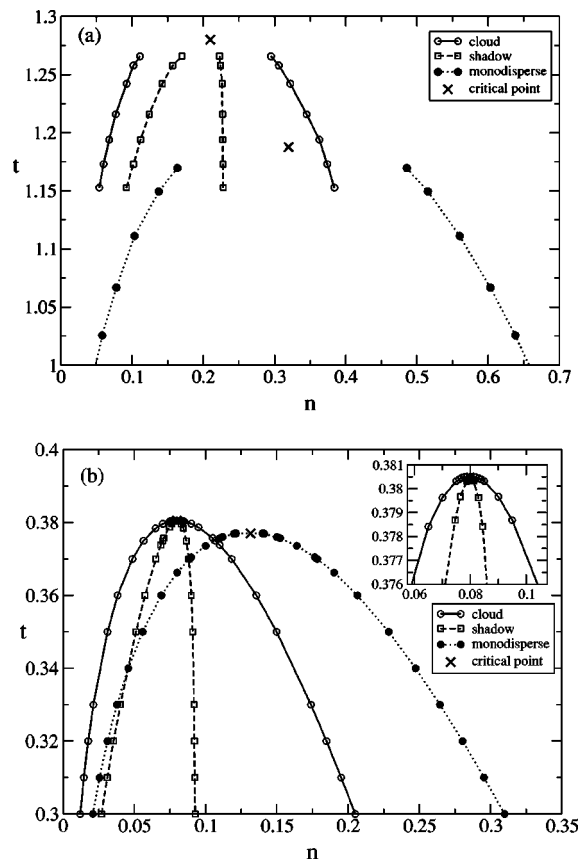 (a)
1.3
1.25
1.2
t
1.15
1.1
1.05
1
cloud
shadow
monodisperse
critical point
0 0.1 0.2 0.3 0.4 0.5 0.6 0.7
n
(b)
0.4
0.38
0.36
t
0.34
0.32
0.3
0.381
0.38
0.379
0.378
0.377
0.376
0.06 0.08 0.1
cloud
shadow
monodisperse
critical point
0 0.05 0.1 0.15 0.2 0.25 0.3 0.35
n